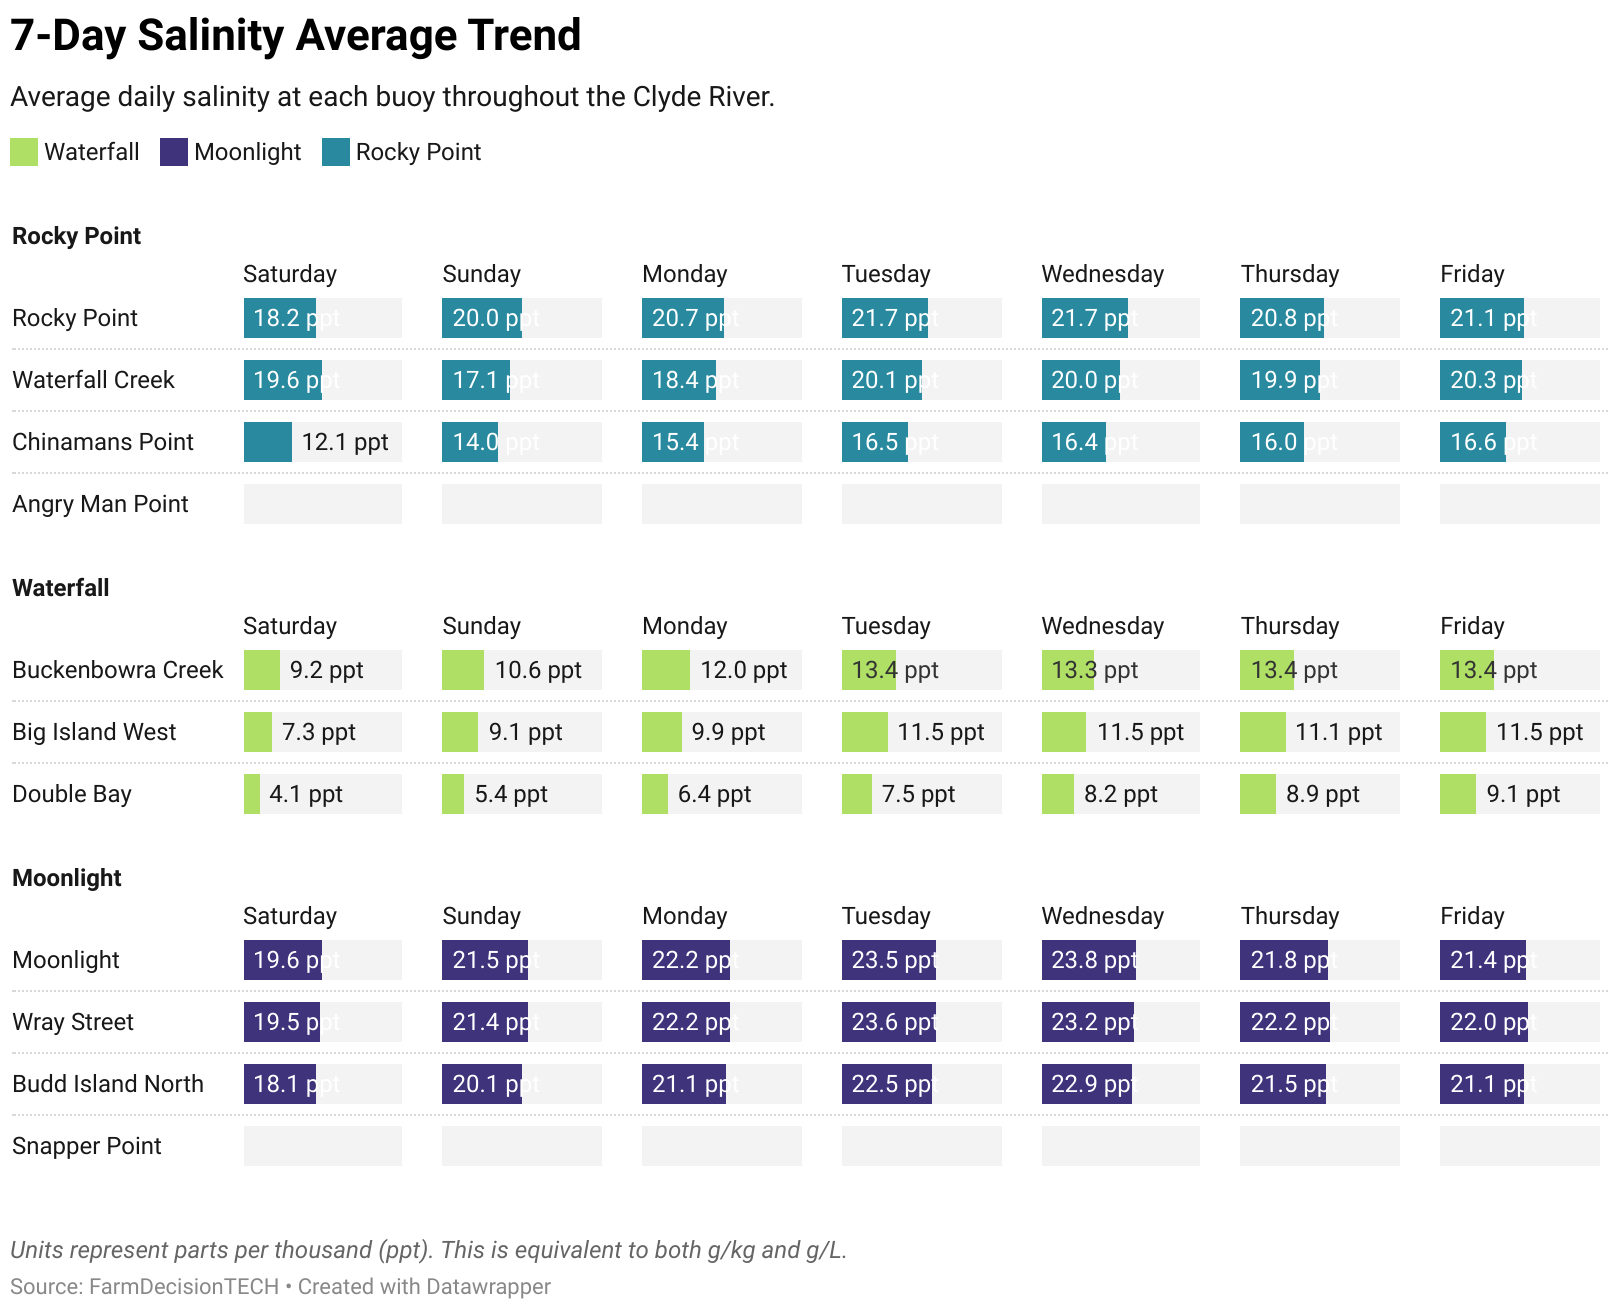 7-Day Salinity Average Trend
Average daily salinity at each buoy throughout the Clyde River.
Waterfall Moonlight Rocky Point
Rocky Point
Saturday Sunday Monday Tuesday Wednesday Thursday Friday
Rocky Point 18.2 ppt 20.0 ppt 20.7 ppt 21.7 ppt 21.7 ppt 20.8 ppt 21.1 ppt
Waterfall Creek 19.6 ppt 17.1 ppt 18.4 ppt 20.1 ppt 20.0 ppt 19.9 ppt 20.3 ppt
Chinamans Point 12.1 ppt 14.0 ppt 15.4 ppt 16.5 ppt 16.4 ppt 16.0 ppt 16.6 ppt
Angry Man Point
Waterfall
Saturday Sunday Monday Tuesday Wednesday Thursday Friday
Buckenbowra Creek 9.2 ppt 10.6 ppt 12.0 ppt 13.4 ppt 13.3 ppt 13.4 ppt 13.4 ppt
Big Island West 7.3 ppt 9.1 ppt 9.9 ppt 11.5 ppt 11.5 ppt 11.1 ppt 11.5 ppt
Double Bay 4.1 ppt 5.4 ppt 6.4 ppt 7.5 ppt 8.2 ppt 8.9 ppt 9.1 ppt
Moonlight
Saturday Sunday Monday Tuesday Wednesday Thursday Friday
Moonlight 19.6 ppt 21.5 ppt 22.2 ppt 23.5 ppt 23.8 ppt 21.8 ppt 21.4 ppt
Wray Street 19.5 ppt 21.4 ppt 22.2 ppt 23.6 ppt 23.2 ppt 22.2 ppt 22.0 ppt
Budd Island North 18.1 ppt 20.1 ppt 21.1 ppt 22.5 ppt 22.9 ppt 21.5 ppt 21.1 ppt
Snapper Point
Units represent parts per thousand (ppt). This is equivalent to both g/kg and g/L.
Source: FarmDecisionTECH • Created with Datawrapper